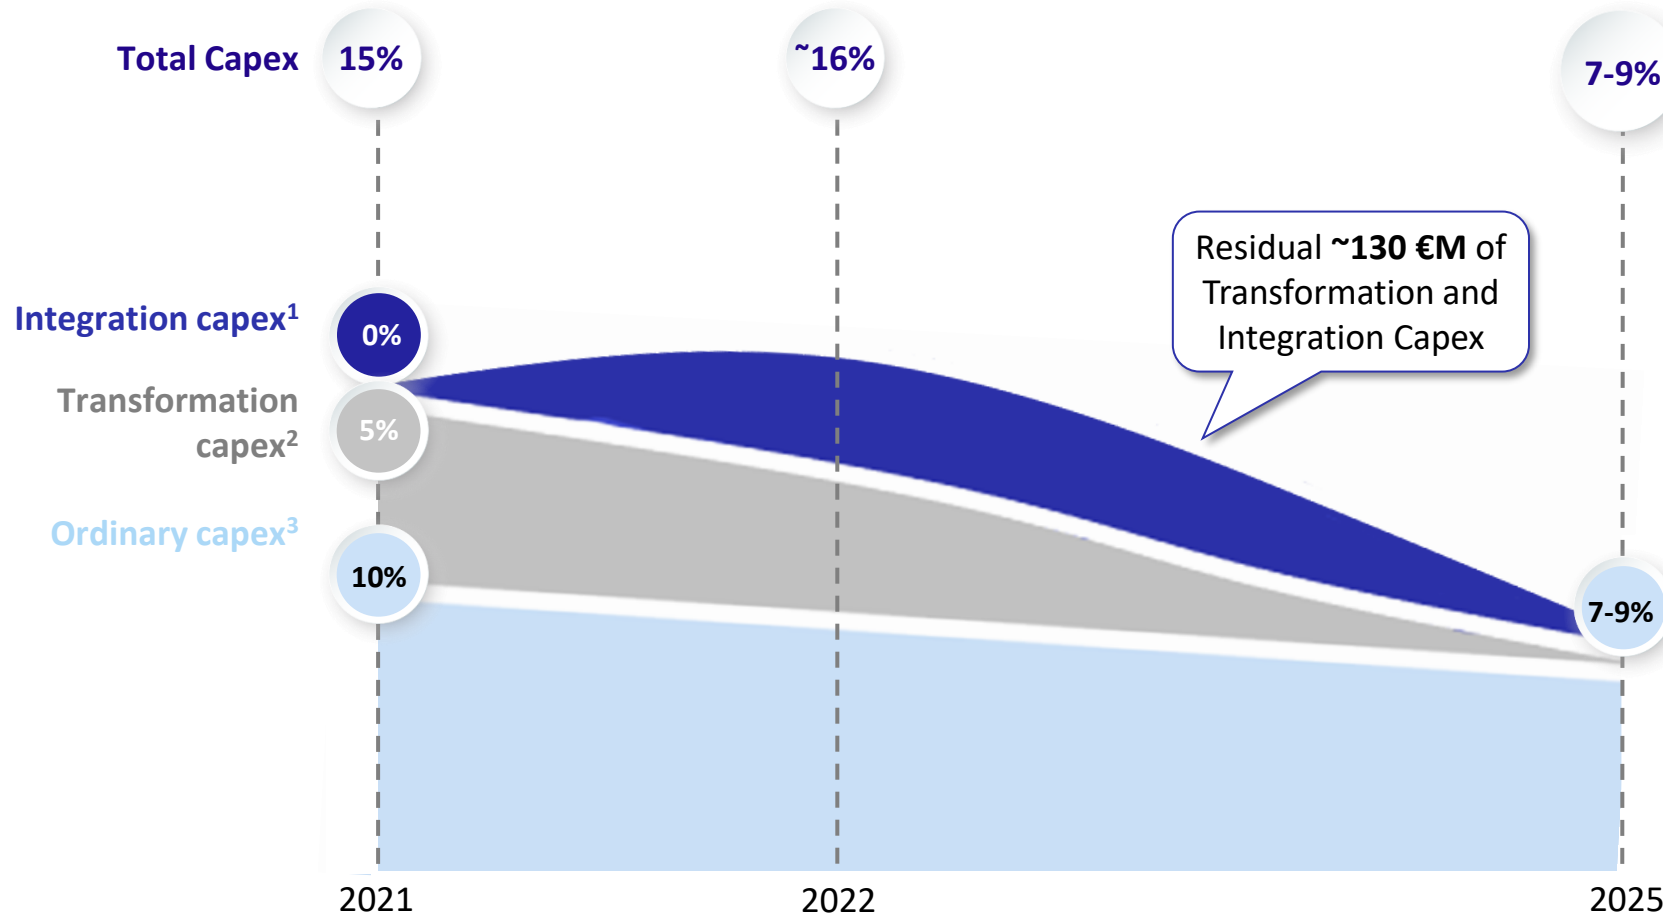 Total Capex
15%
~16%
7-9%
Residual ~130 €M of
Transformation and
Integration Capex
Integration capex¹
0%
Transformation
capex²
5%
Ordinary capex³
10%
7-9%
2021
2022
2025